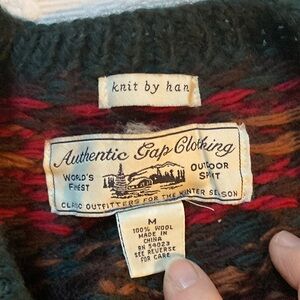 knit by han
Authentic Gap Clothing
WORLD'S
FINEST
OUTDOOR
SPIRIT
CLASSIC OUTFITTERS FOR THE WINTER SEASON
M
100% WOOL
MADE IN
CHINA
RN 54023
SEE REVERSE
FOR CARE